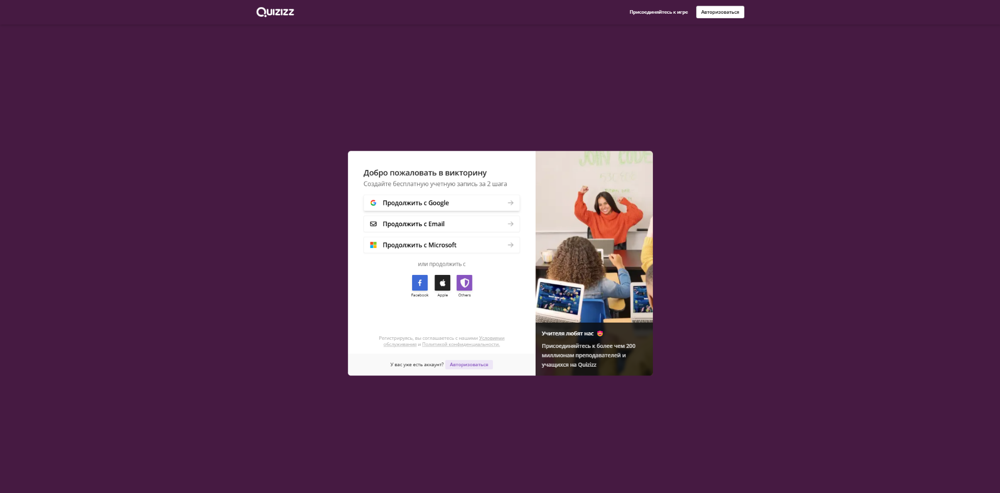 Quizizz
Присоединяйтесь к игре
Авторизоваться
Добро пожаловать в викторину
Создайте бесплатную учетную запись за 2 шага
Продолжить с Google
Продолжить с Email
Продолжить с Microsoft
или продолжить с
Facebook
Apple
Others
Регистрируясь, вы соглашаетесь с нашими Условиями
обслуживания и Политикой конфиденциальности.
У вас уже есть аккаунт? Авторизоваться
JOIN CODE
Учителя любят нас
Присоединяйтесь к более чем 200
миллионам преподавателей и
учащихся на Quizizz